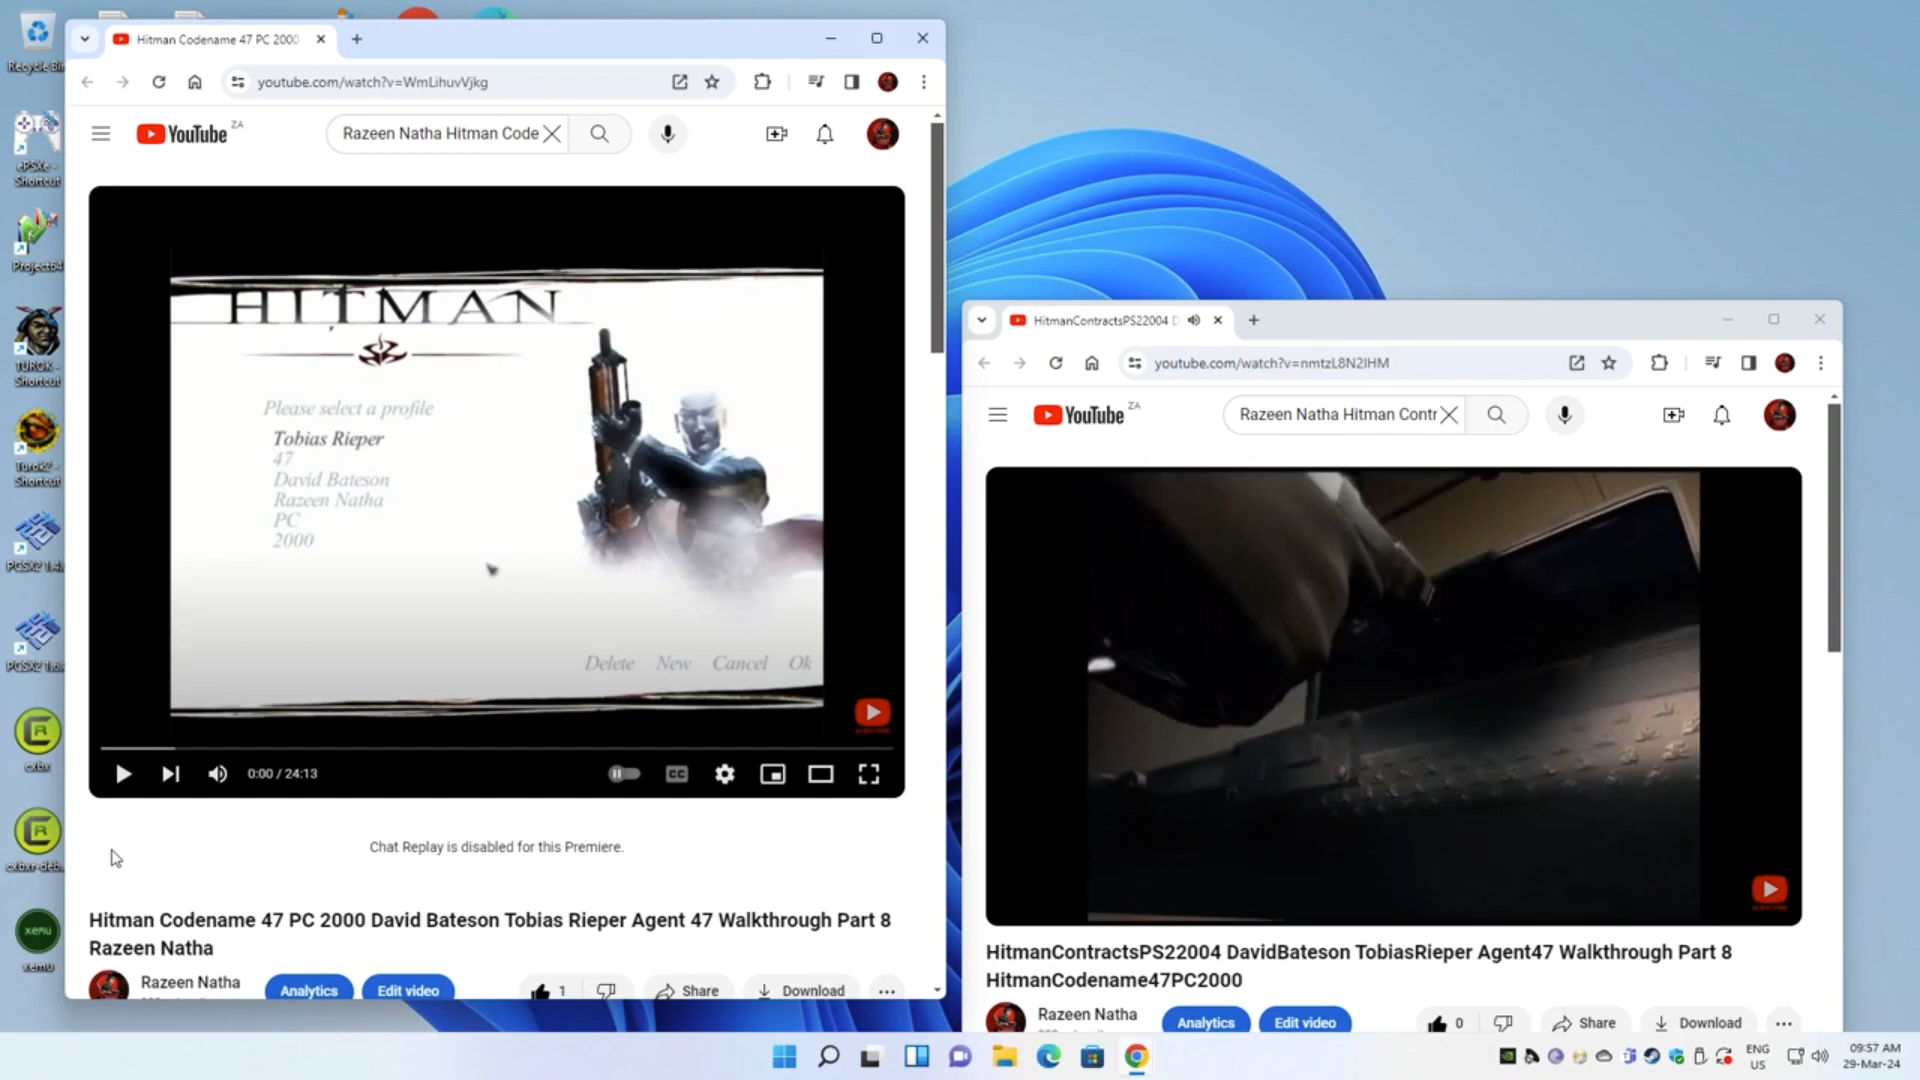 Recycle Bin
ePSXe -
Shortcut
Project64
TUROK -
Shortcut
Turok2 -
Shortcut
PCSX2 1.4.
PCSX2 1.6.
cxbx
cxbxr-deb.
xemu
xemu
Hitman Codename 47 PC 2000
youtube.com/watch?v=WmLihuvVjkg
YouTube ZA
Razeen Natha Hitman Code
HITMAN
Please select a profile
Tobias Rieper
47
David Bateson
Razeen Natha
PC
2000
Delete New Cancel Ok
SUBSCRIBE
0:00 / 24:13
CC
Chat Replay is disabled for this Premiere.
Hitman Codename 47 PC 2000 David Bateson Tobias Rieper Agent 47 Walkthrough Part 8
Razeen Natha
Razeen Natha
Analytics
Edit video
1
Share
Download
HitmanContractsPS22004 D
youtube.com/watch?v=nmtzL8N2IHM
YouTube ZA
Razeen Natha Hitman Contr
HitmanContractsPS22004 DavidBateson TobiasRieper Agent47 Walkthrough Part 8
HitmanCodename47PC2000
Razeen Natha
Analytics
Edit video
0
Share
Download
ENG
US
09:57 AM
29-Mar-24